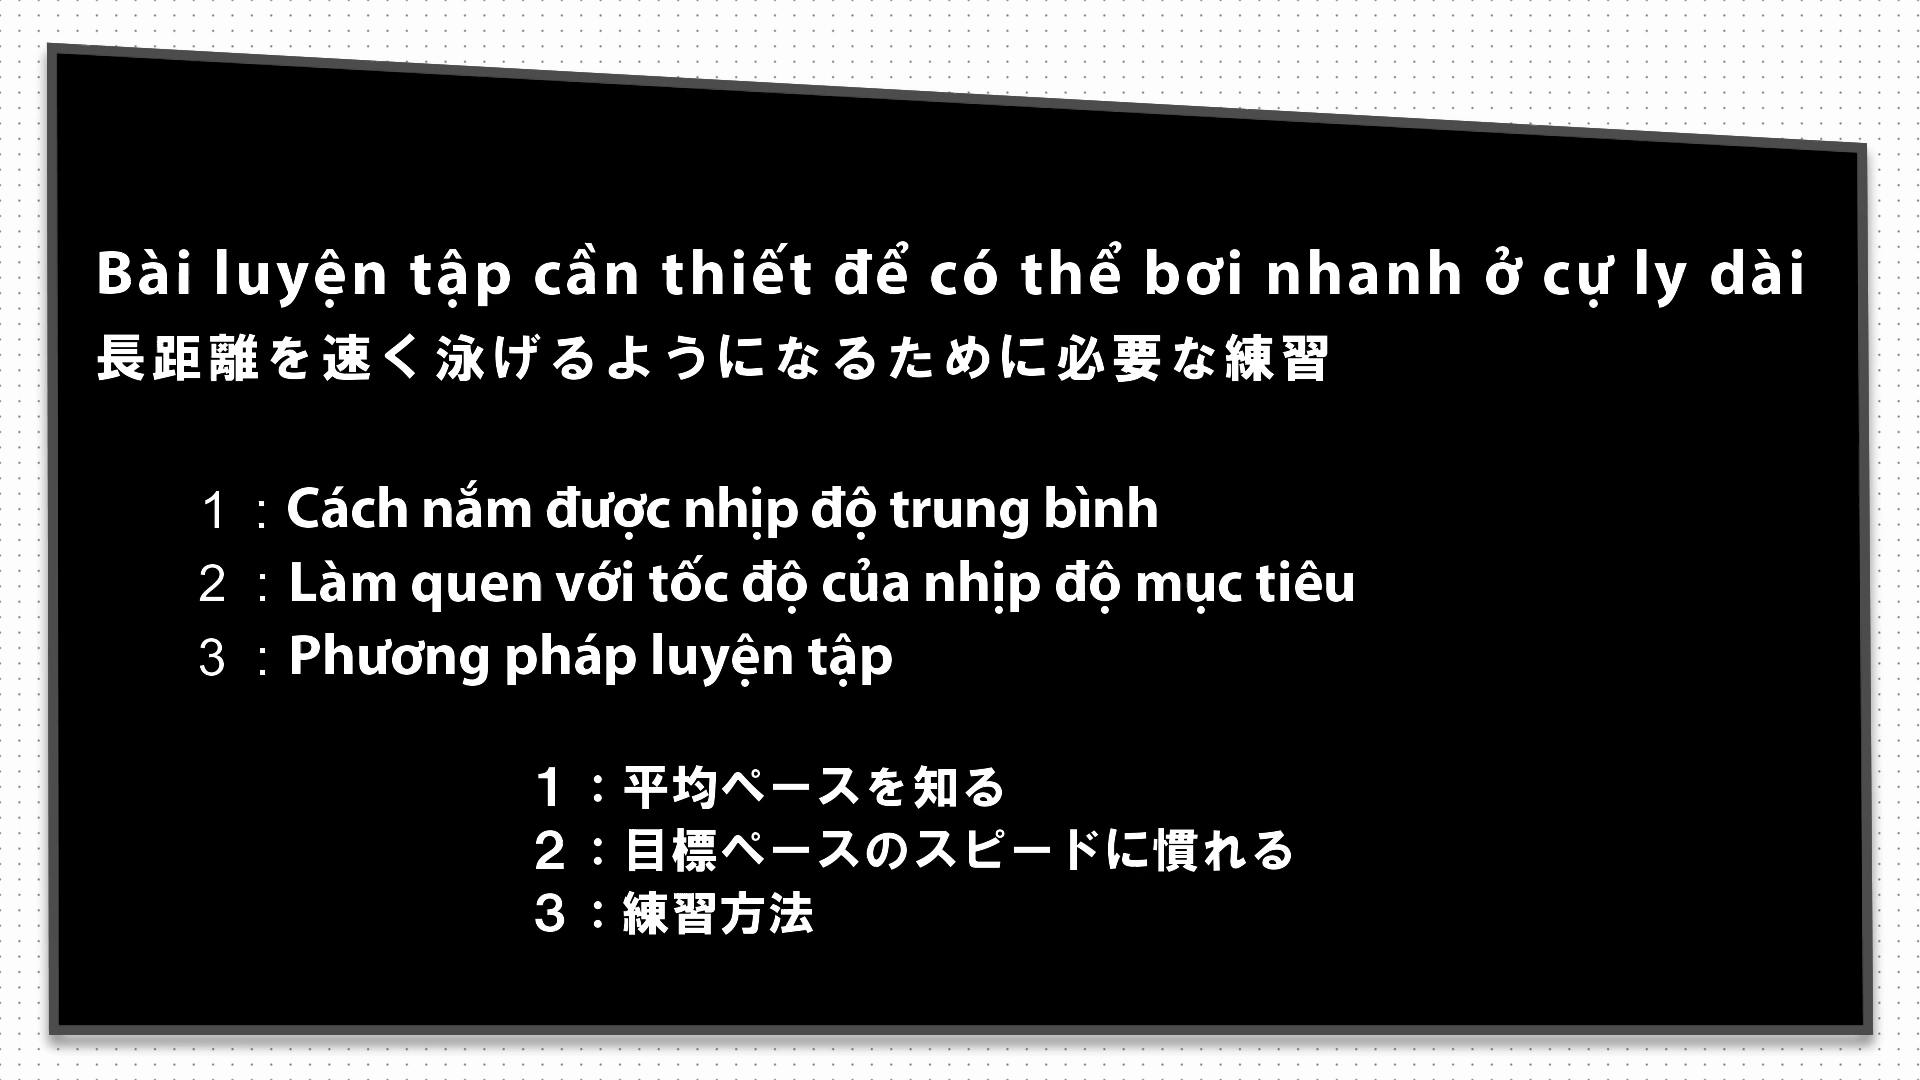 Bài luyện tập cần thiết để có thể bơi nhanh ở cự ly dài
長距離を速く泳げるようになるために必要な練習
1 : Cách nắm được nhịp độ trung bình
2 : Làm quen với tốc độ của nhịp độ mục tiêu
3 : Phương pháp luyện tập
1：平均ペースを知る
2：目標ペースのスピードに慣れる
3：練習方法